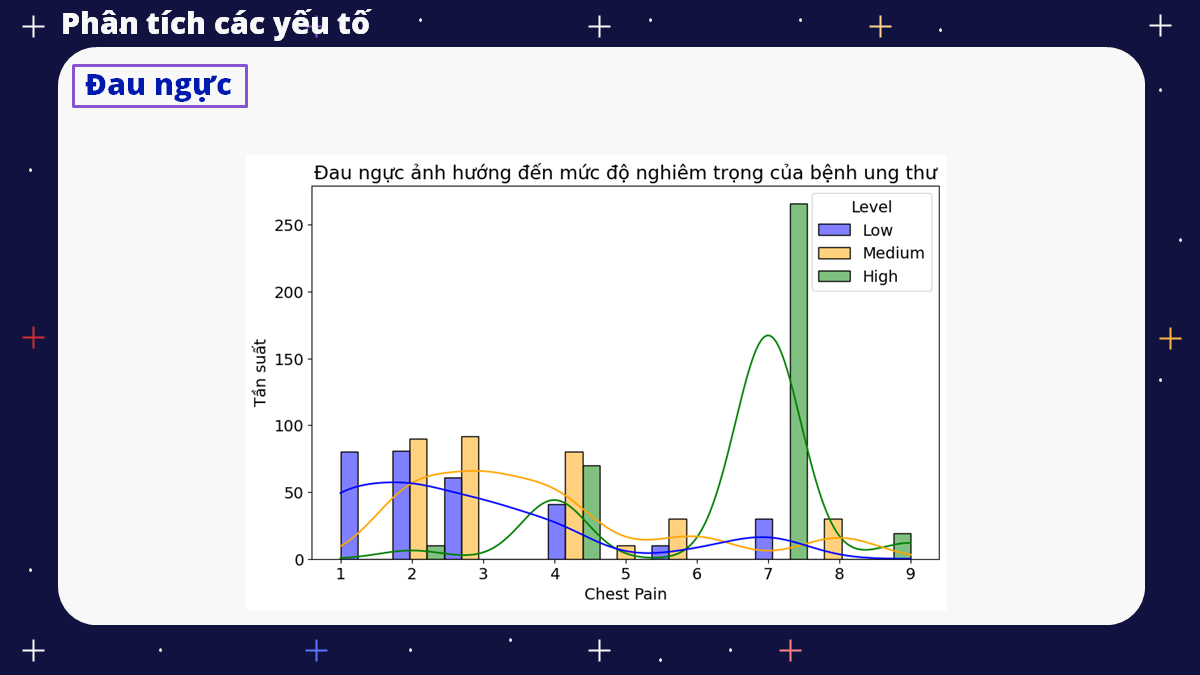 Phân tích các yếu tố
Đau ngực
Đau ngực ảnh hướng đến mức độ nghiêm trọng của bệnh ung thư
Level
Low
Medium
High
Tần suất
250
200
150
100
50
0
1 2 3 4 5 6 7 8 9
Chest Pain